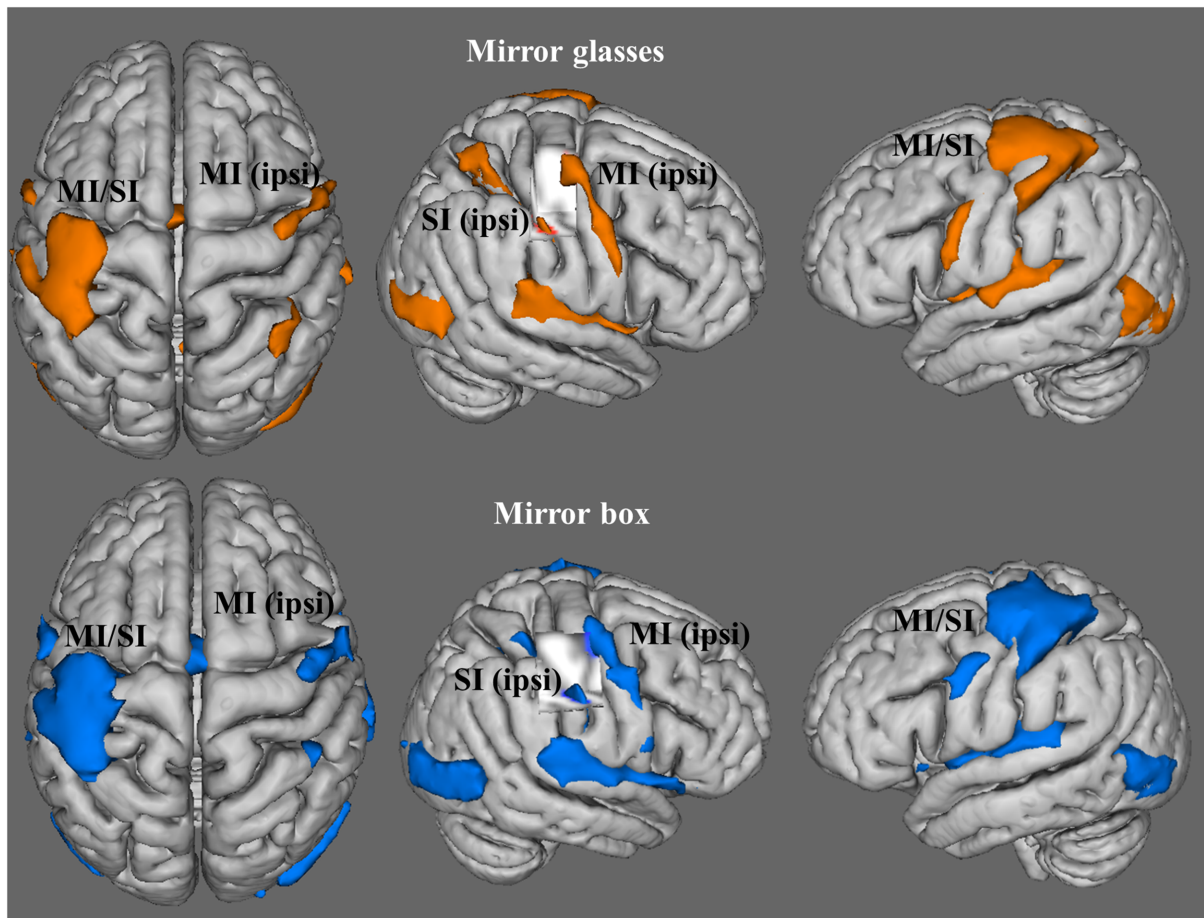 Mirror glasses
MI/SI
MI (ipsi)
SI (ipsi)
MI (ipsi)
MI/SI
Mirror box
MI/SI
MI (ipsi)
SI (ipsi)
MI (ipsi)
MI/SI